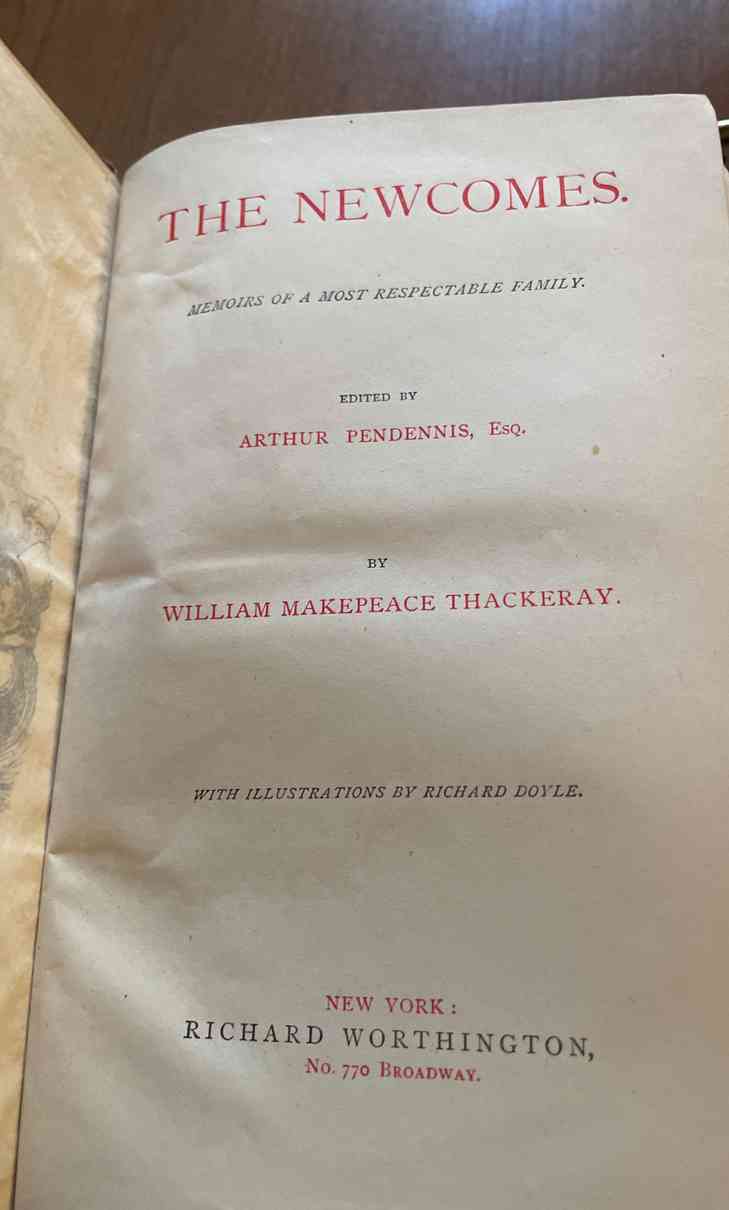 THE NEWCOMES.
MEMOIRS OF A MOST RESPECTABLE FAMILY.
EDITED BY
ARTHUR PENDENNIS, Esq.
BY
WILLIAM MAKEPEACE THACKERAY.
WITH ILLUSTRATIONS BY RICHARD DOYLE.
NEW YORK:
RICHARD WORTHINGTON,
No. 770 Broadway.